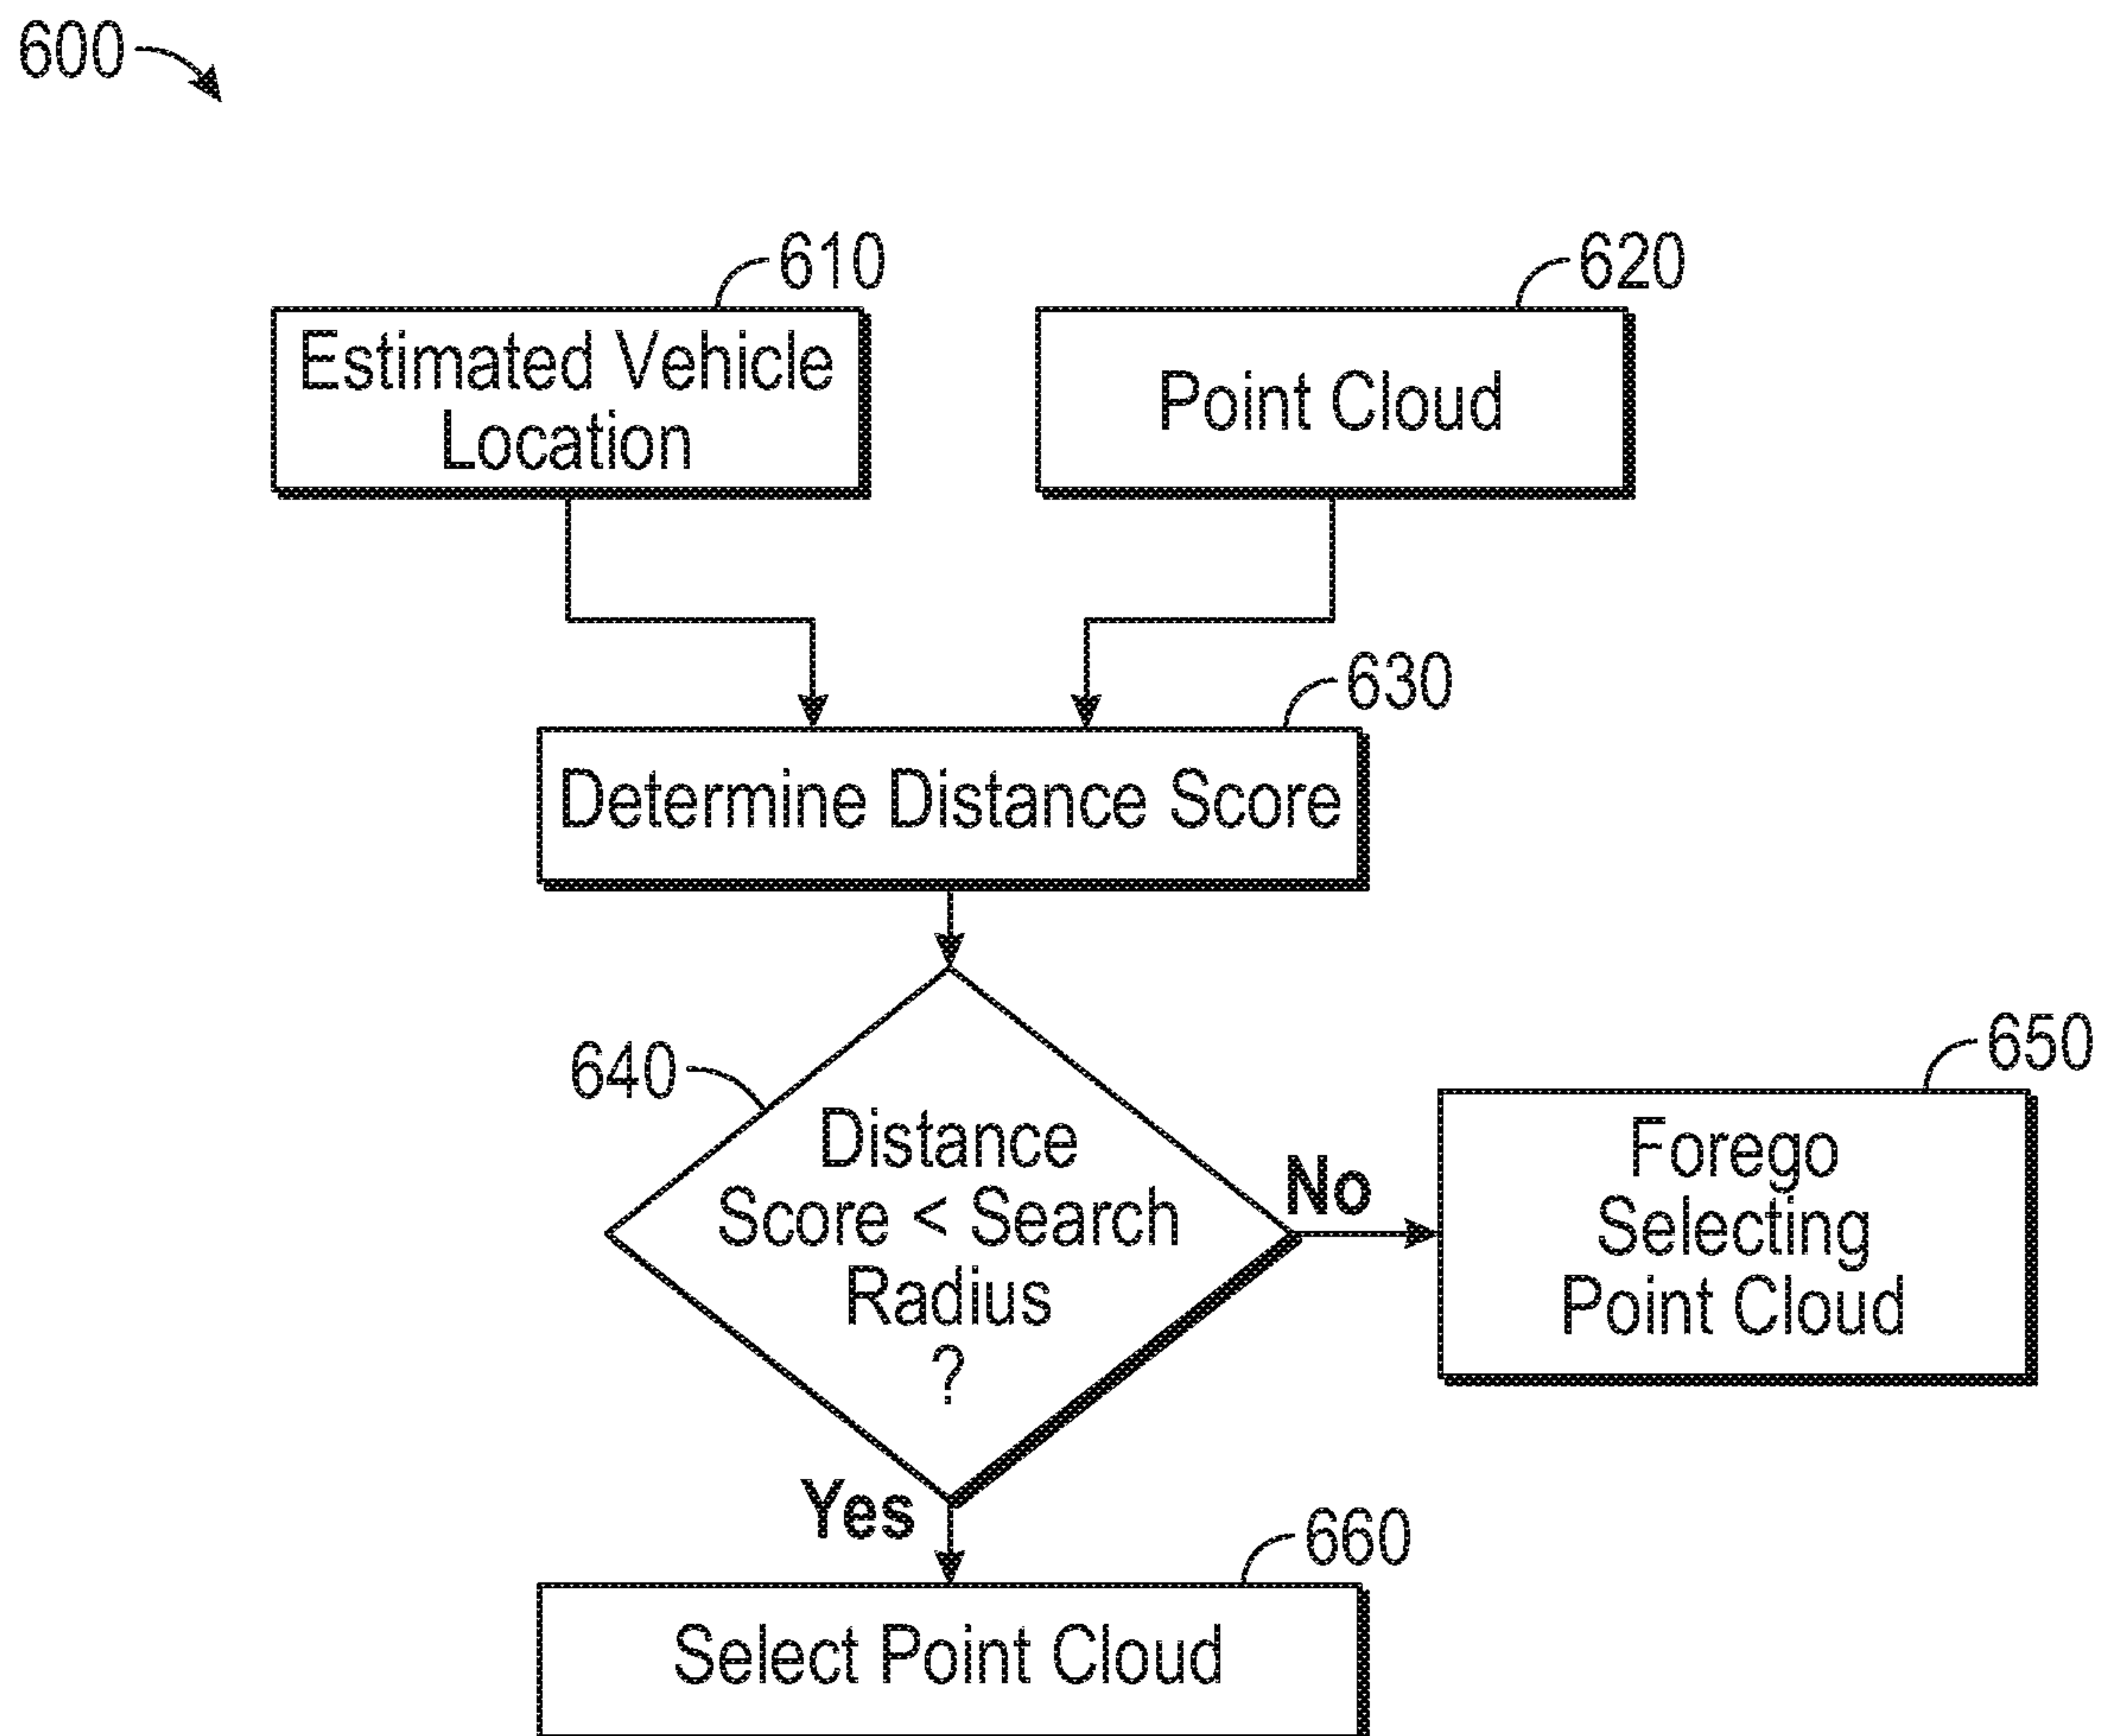 600
610
620
Estimated Vehicle
Location
Point Cloud
630
Determine Distance Score
640
650
Distance
Score < Search
Radius
?
No
Forego
Selecting
Point Cloud
Yes
660
Select Point Cloud